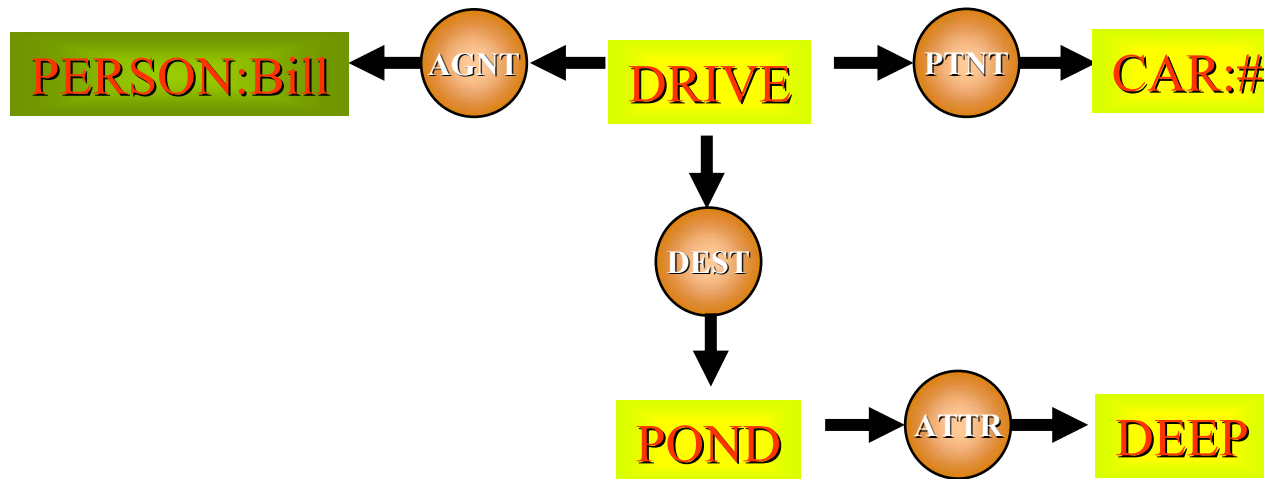 PERSON:Bill
AGNT
DRIVE
PTNT
CAR:#
DEST
POND
ATTR
DEEP